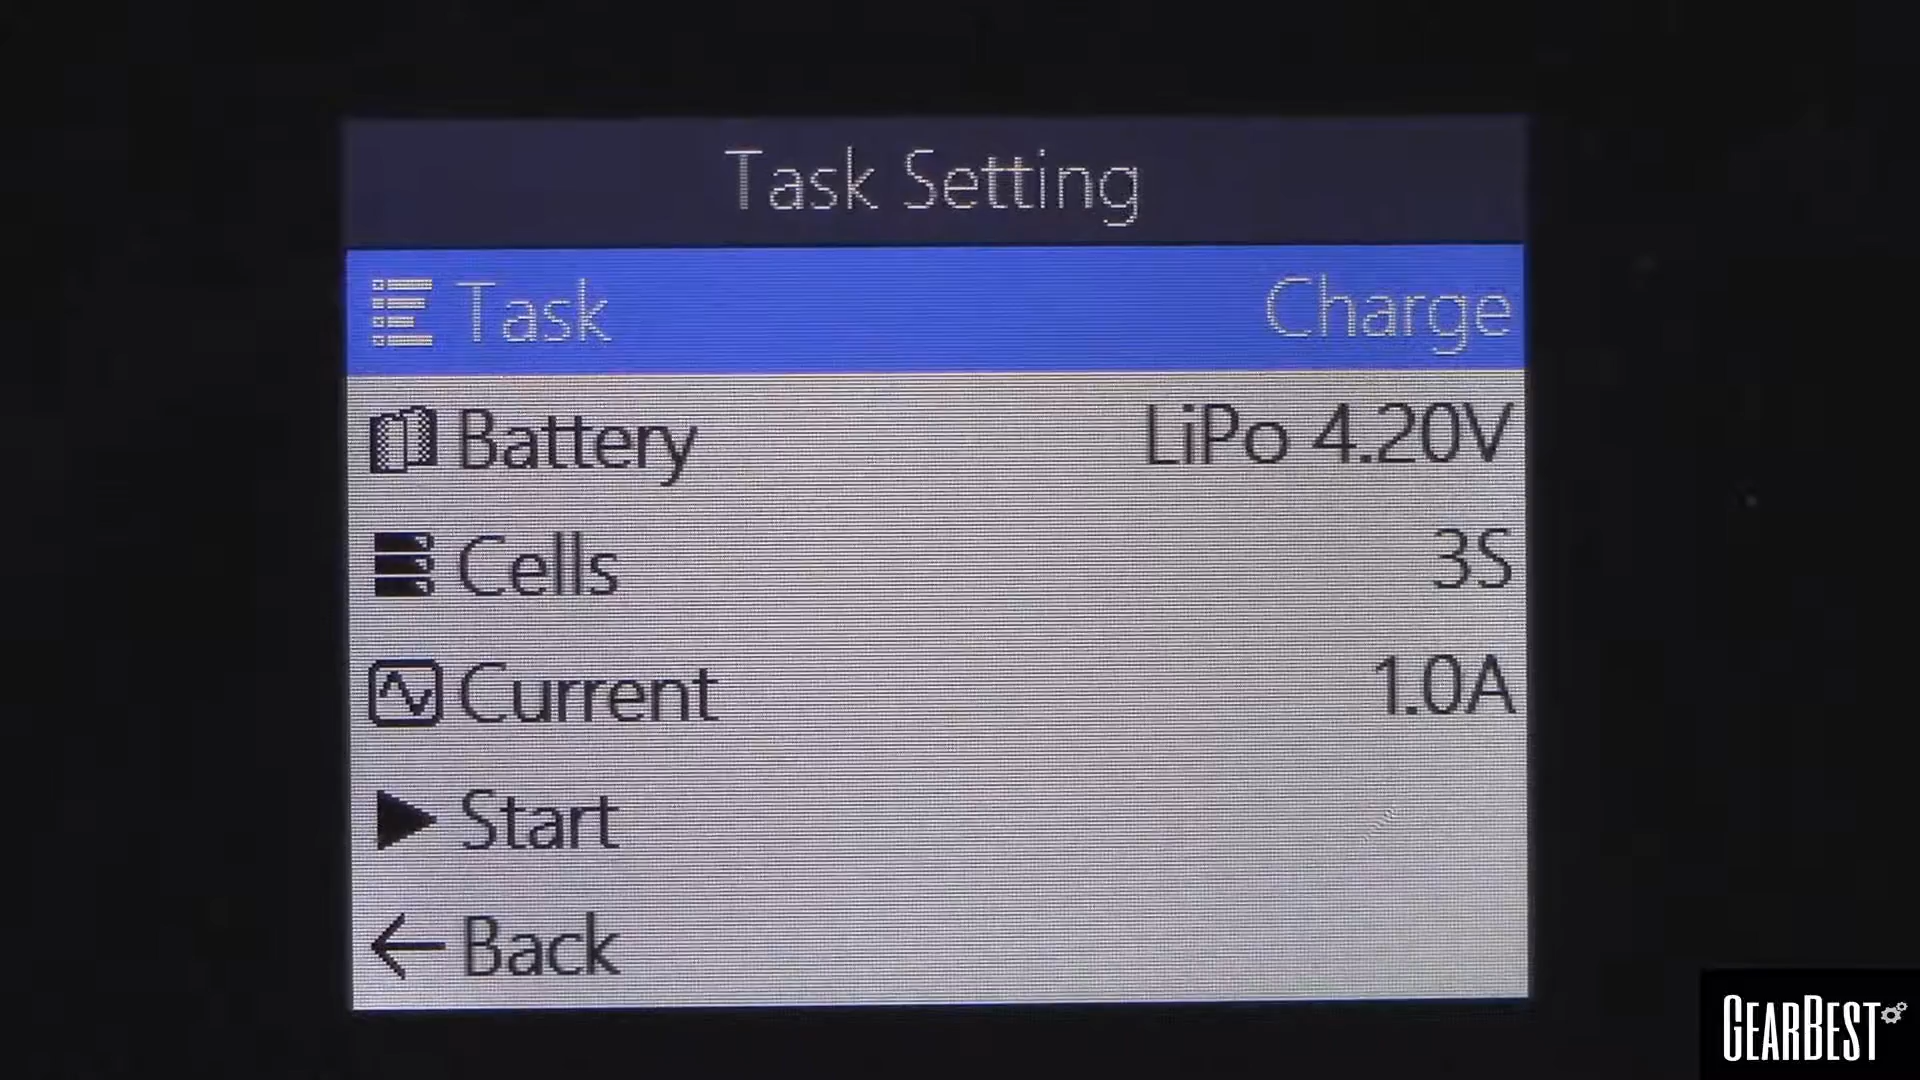 Task Setting
Task Charge
Battery LiPo 4.20V
Cells 3S
Current 1.0A
Start
Back
GEARBEST